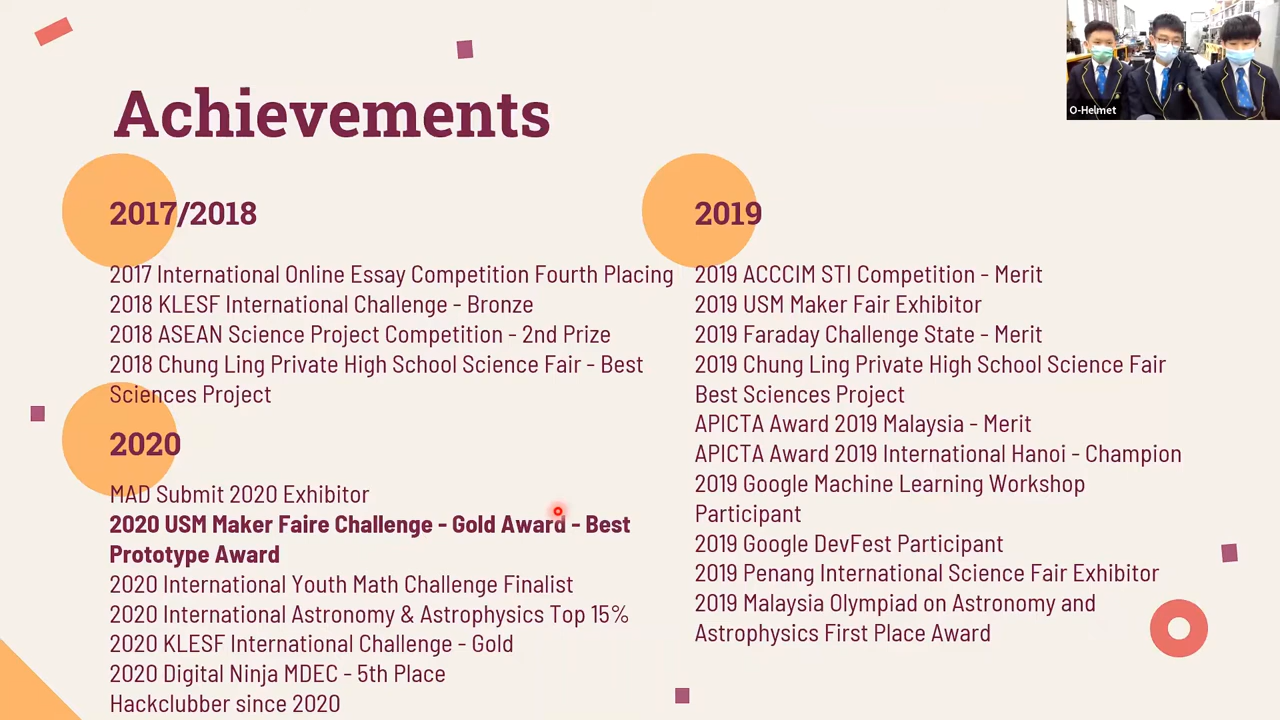 Achievements
O-Helmet
2017/2018
2017 International Online Essay Competition Fourth Placing
2018 KLESF International Challenge - Bronze
2018 ASEAN Science Project Competition - 2nd Prize
2018 Chung Ling Private High School Science Fair - Best
Sciences Project
2020
MAD Submit 2020 Exhibitor
2020 USM Maker Faire Challenge - Gold Award - Best
Prototype Award
2020 International Youth Math Challenge Finalist
2020 International Astronomy & Astrophysics Top 15%
2020 KLESF International Challenge - Gold
2020 Digital Ninja MDEC - 5th Place
Hackclubber since 2020
2019
2019 ACCCIM STI Competition - Merit
2019 USM Maker Fair Exhibitor
2019 Faraday Challenge State - Merit
2019 Chung Ling Private High School Science Fair
Best Sciences Project
APICTA Award 2019 Malaysia - Merit
APICTA Award 2019 International Hanoi - Champion
2019 Google Machine Learning Workshop
Participant
2019 Google DevFest Participant
2019 Penang International Science Fair Exhibitor
2019 Malaysia Olympiad on Astronomy and
Astrophysics First Place Award